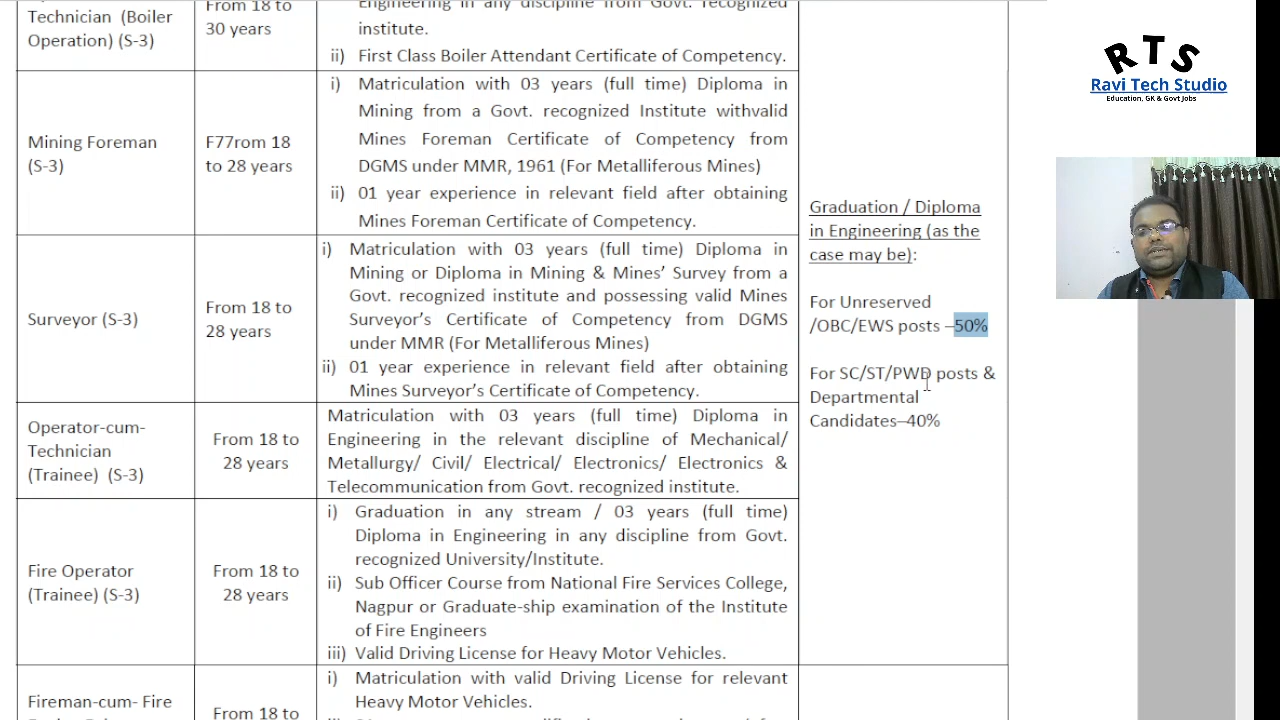 Technician (Boiler
Operation) (S-3)
From 18 to
30 years
Engineering in any discipline from Govt. recognized
institute.
ii) First Class Boiler Attendant Certificate of Competency.
Mining Foreman
(S-3)
F77rom 18
to 28 years
i) Matriculation with 03 years (full time) Diploma in
Mining from a Govt. recognized Institute withvalid
Mines Foreman Certificate of Competency from
DGMS under MMR, 1961 (For Metalliferous Mines)
ii) 01 year experience in relevant field after obtaining
Mines Foreman Certificate of Competency.
Surveyor (S-3)
From 18 to
28 years
i) Matriculation with 03 years (full time) Diploma in
Mining or Diploma in Mining & Mines’ Survey from a
Govt. recognized institute and possessing valid Mines
Surveyor’s Certificate of Competency from DGMS
under MMR (For Metalliferous Mines)
ii) 01 year experience in relevant field after obtaining
Mines Surveyor’s Certificate of Competency.
Operator-cum-
Technician
(Trainee) (S-3)
From 18 to
28 years
Matriculation with 03 years (full time) Diploma in
Engineering in the relevant discipline of Mechanical/
Metallurgy/ Civil/ Electrical/ Electronics/ Electronics &
Telecommunication from Govt. recognized institute.
Fire Operator
(Trainee) (S-3)
From 18 to
28 years
i) Graduation in any stream / 03 years (full time)
Diploma in Engineering in any discipline from Govt.
recognized University/Institute.
ii) Sub Officer Course from National Fire Services College,
Nagpur or Graduate-ship examination of the Institute
of Fire Engineers
iii) Valid Driving License for Heavy Motor Vehicles.
Fireman-cum- Fire
From 18 to
i) Matriculation with valid Driving License for relevant
Heavy Motor Vehicles.
Graduation / Diploma
in Engineering (as the
case may be):
For Unreserved
/OBC/EWS posts –50%
For SC/ST/PWD posts &
Departmental
Candidates–40%
RTS
Ravi Tech Studio
Education, GK & Govt Jobs